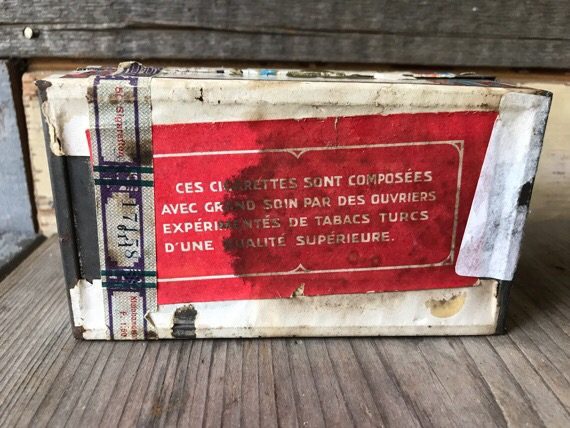 CES CIGARETTES SONT COMPOSÉES
AVEC GRAND SOIN PAR DES OUVRIERS
EXPÉRIMENTÉS DE TABACS TURCS
D'UNE QUALITÉ SUPÉRIEURE.